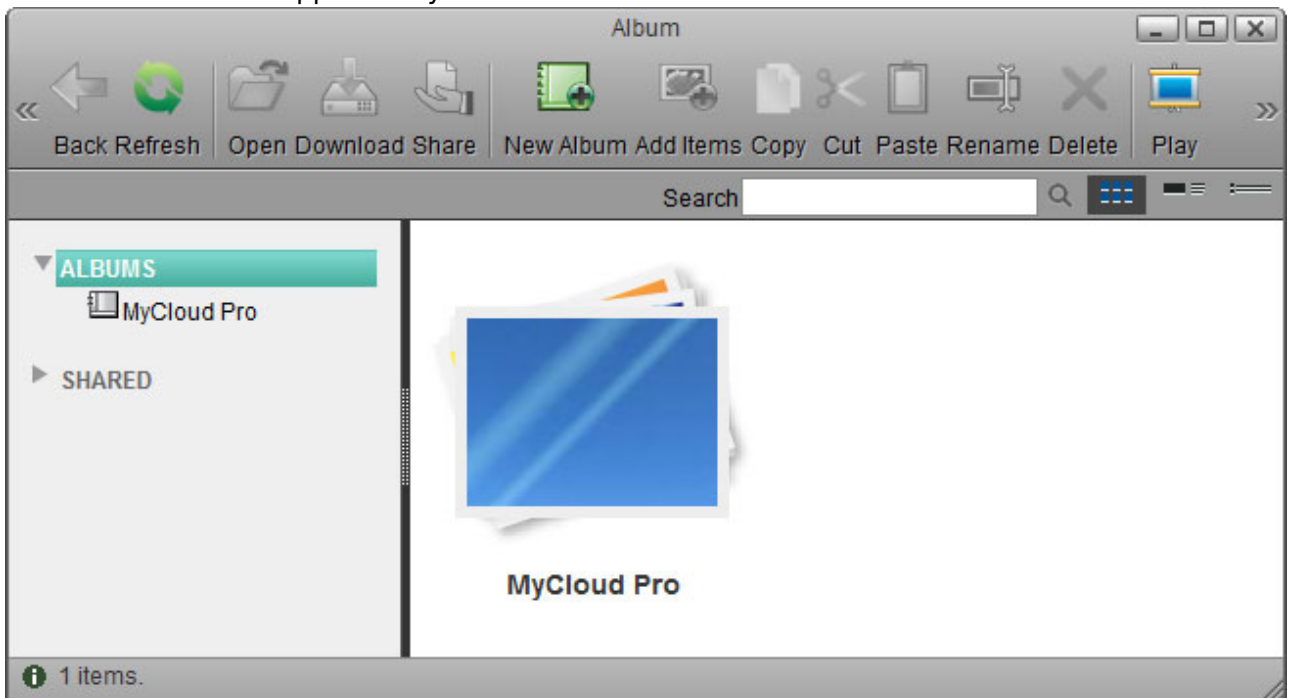 Album
Back Refresh Open Download Share New Album Add Items Copy Cut Paste Rename Delete Play
Search
ALBUMS
MyCloud Pro
SHARED
MyCloud Pro
1 items.